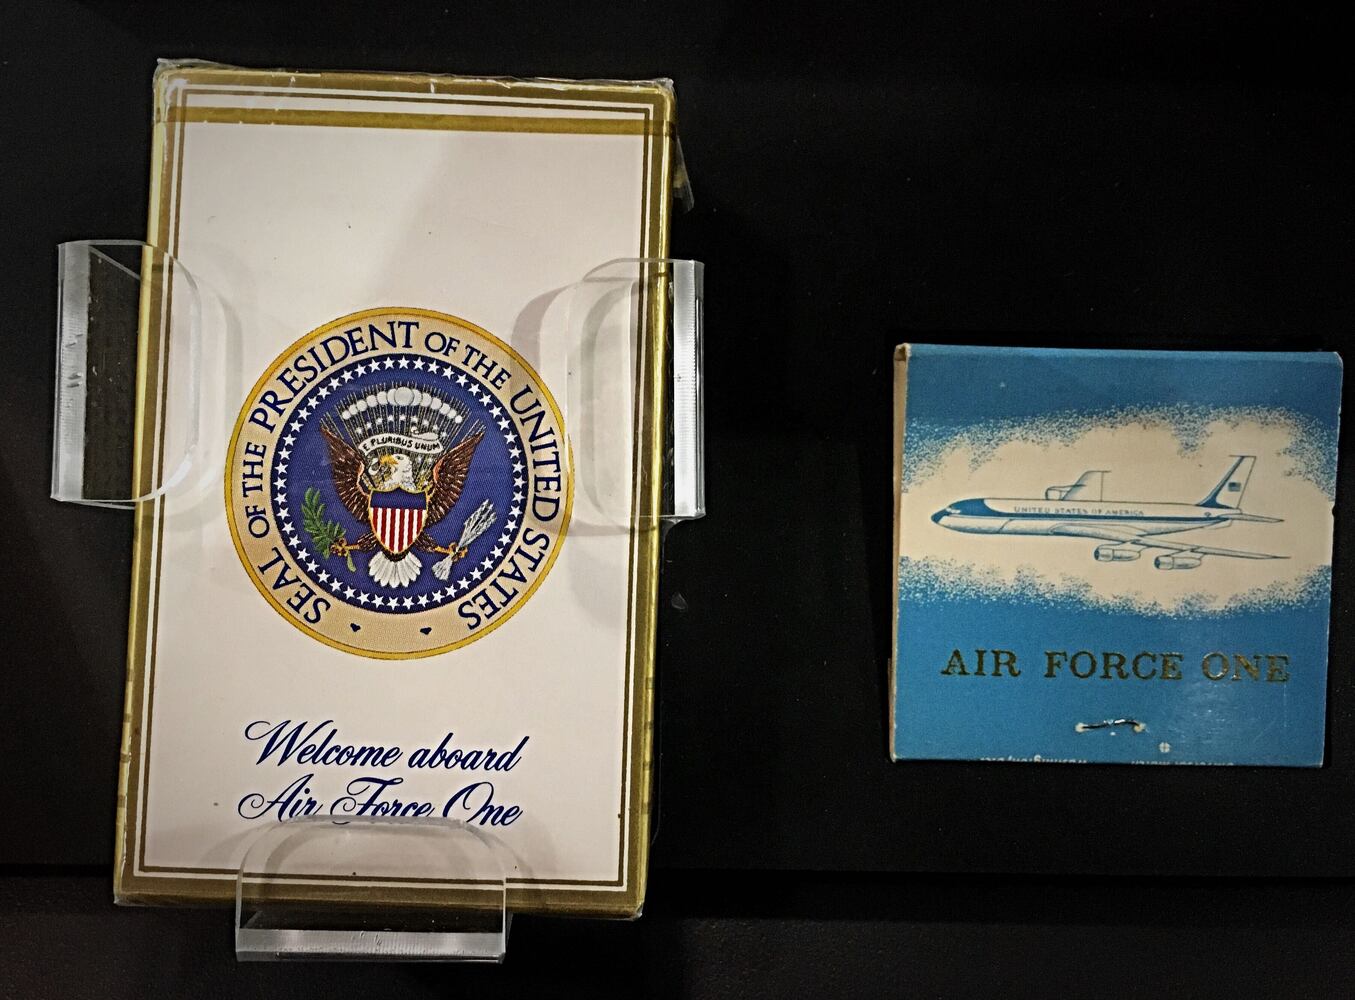 SEAL OF THE PRESIDENT OF THE UNITED STATES
E PLURIBUS UNUM
Welcome aboard
Air Force One
UNITED STATES OF AMERICA
AIR FORCE ONE